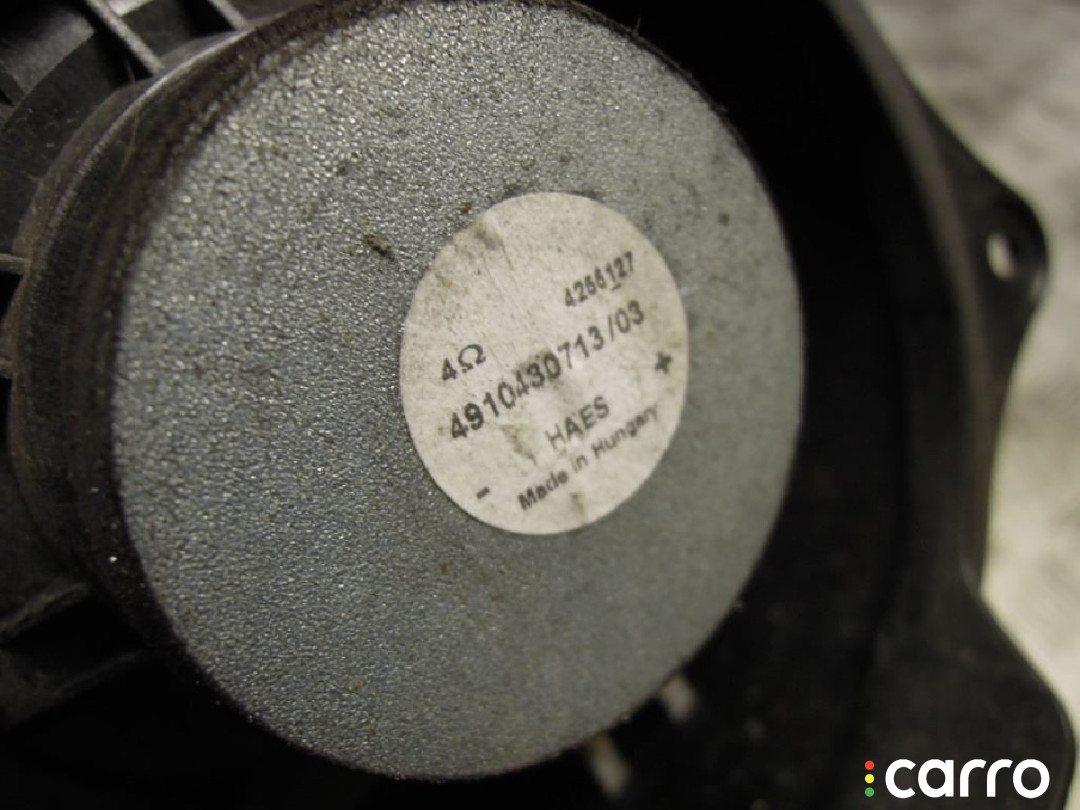 4256127
4Ω
4910430713/03
+
HAES
- Made in Hungary
carro